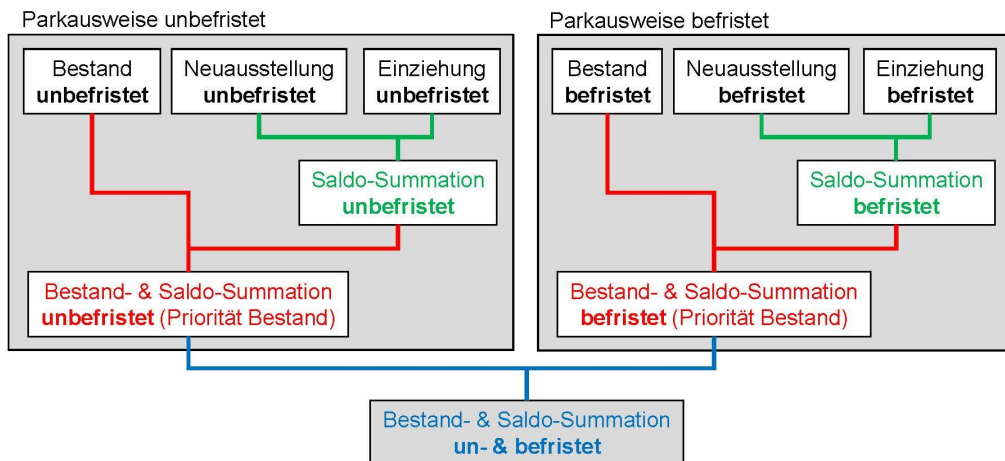 Parkausweise unbefristet
Bestand
unbefristet
Neuausstellung
unbefristet
Einziehung
unbefristet
Saldo-Summation
unbefristet
Bestand- & Saldo-Summation
unbefristet (Priorität Bestand)
Parkausweise befristet
Bestand
befristet
Neuausstellung
befristet
Einziehung
befristet
Saldo-Summation
befristet
Bestand- & Saldo-Summation
befristet (Priorität Bestand)
Bestand- & Saldo-Summation
un- & befristet